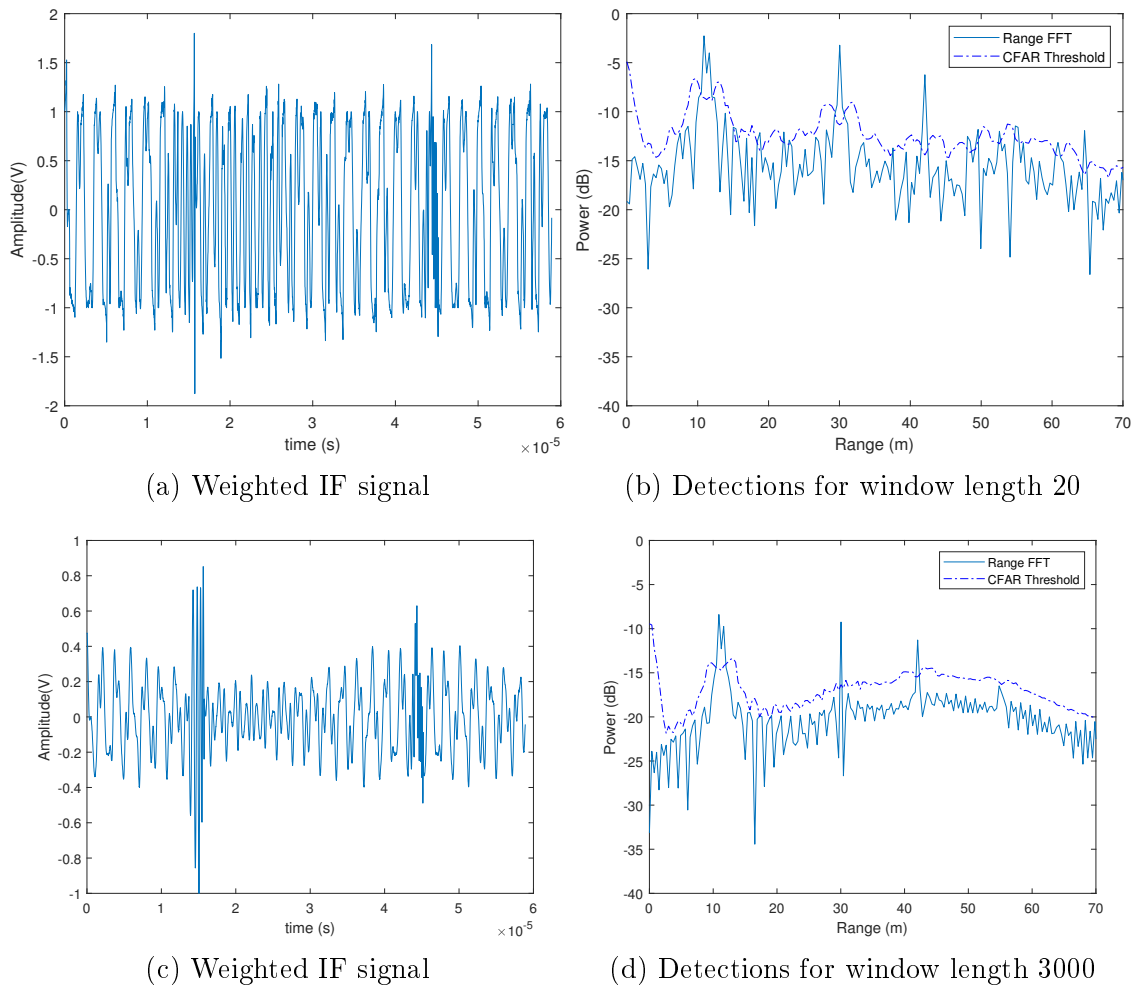 2
1.5
1
0.5
0
-0.5
-1
-1.5
-2
Amplitude(V)
0 1 2 3 4 5 6
time (s)
×10-5
(a) Weighted IF signal
0
-5
-10
-15
-20
-25
-30
-35
-40
Power (dB)
Range FFT
CFAR Threshold
0 10 20 30 40 50 60 70
Range (m)
(b) Detections for window length 20
1
0.8
0.6
0.4
0.2
0
-0.2
-0.4
-0.6
-0.8
-1
Amplitude(V)
0 1 2 3 4 5 6
time (s)
×10-5
(c) Weighted IF signal
0
-5
-10
-15
-20
-25
-30
-35
-40
Power (dB)
Range FFT
CFAR Threshold
0 10 20 30 40 50 60 70
Range (m)
(d) Detections for window length 3000